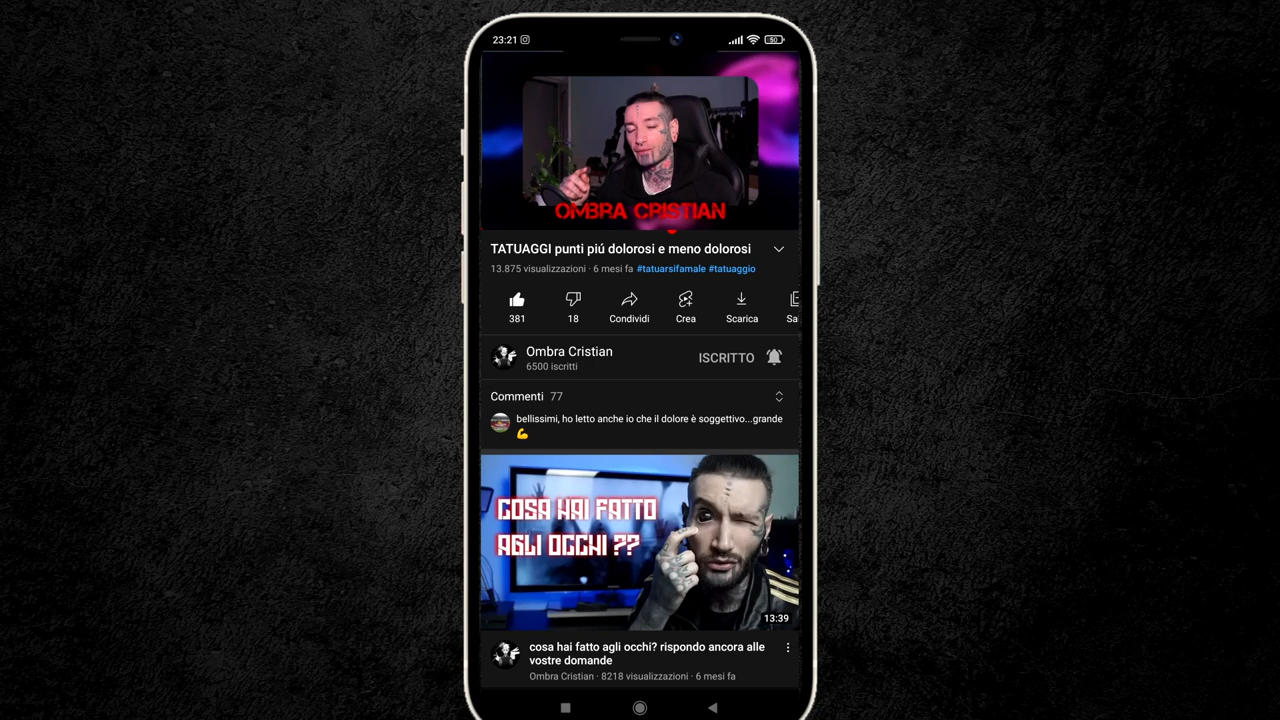 23:21
50
OMBRA CRISTIAN
TATUAGGI punti piú dolorosi e meno dolorosi
13.875 visualizzazioni · 6 mesi fa #tatuarsifamale #tatuaggio
381
18
Condividi
Crea
Scarica
Sal
Ombra Cristian
6500 iscritti
ISCRITTO
Commenti 77
bellissimi, ho letto anche io che il dolore è soggettivo...grande
💪
COSA HAI FATTO
AGLI OCCHI ??
13:39
cosa hai fatto agli occhi? rispondo ancora alle
vostre domande
Ombra Cristian · 8218 visualizzazioni · 6 mesi fa